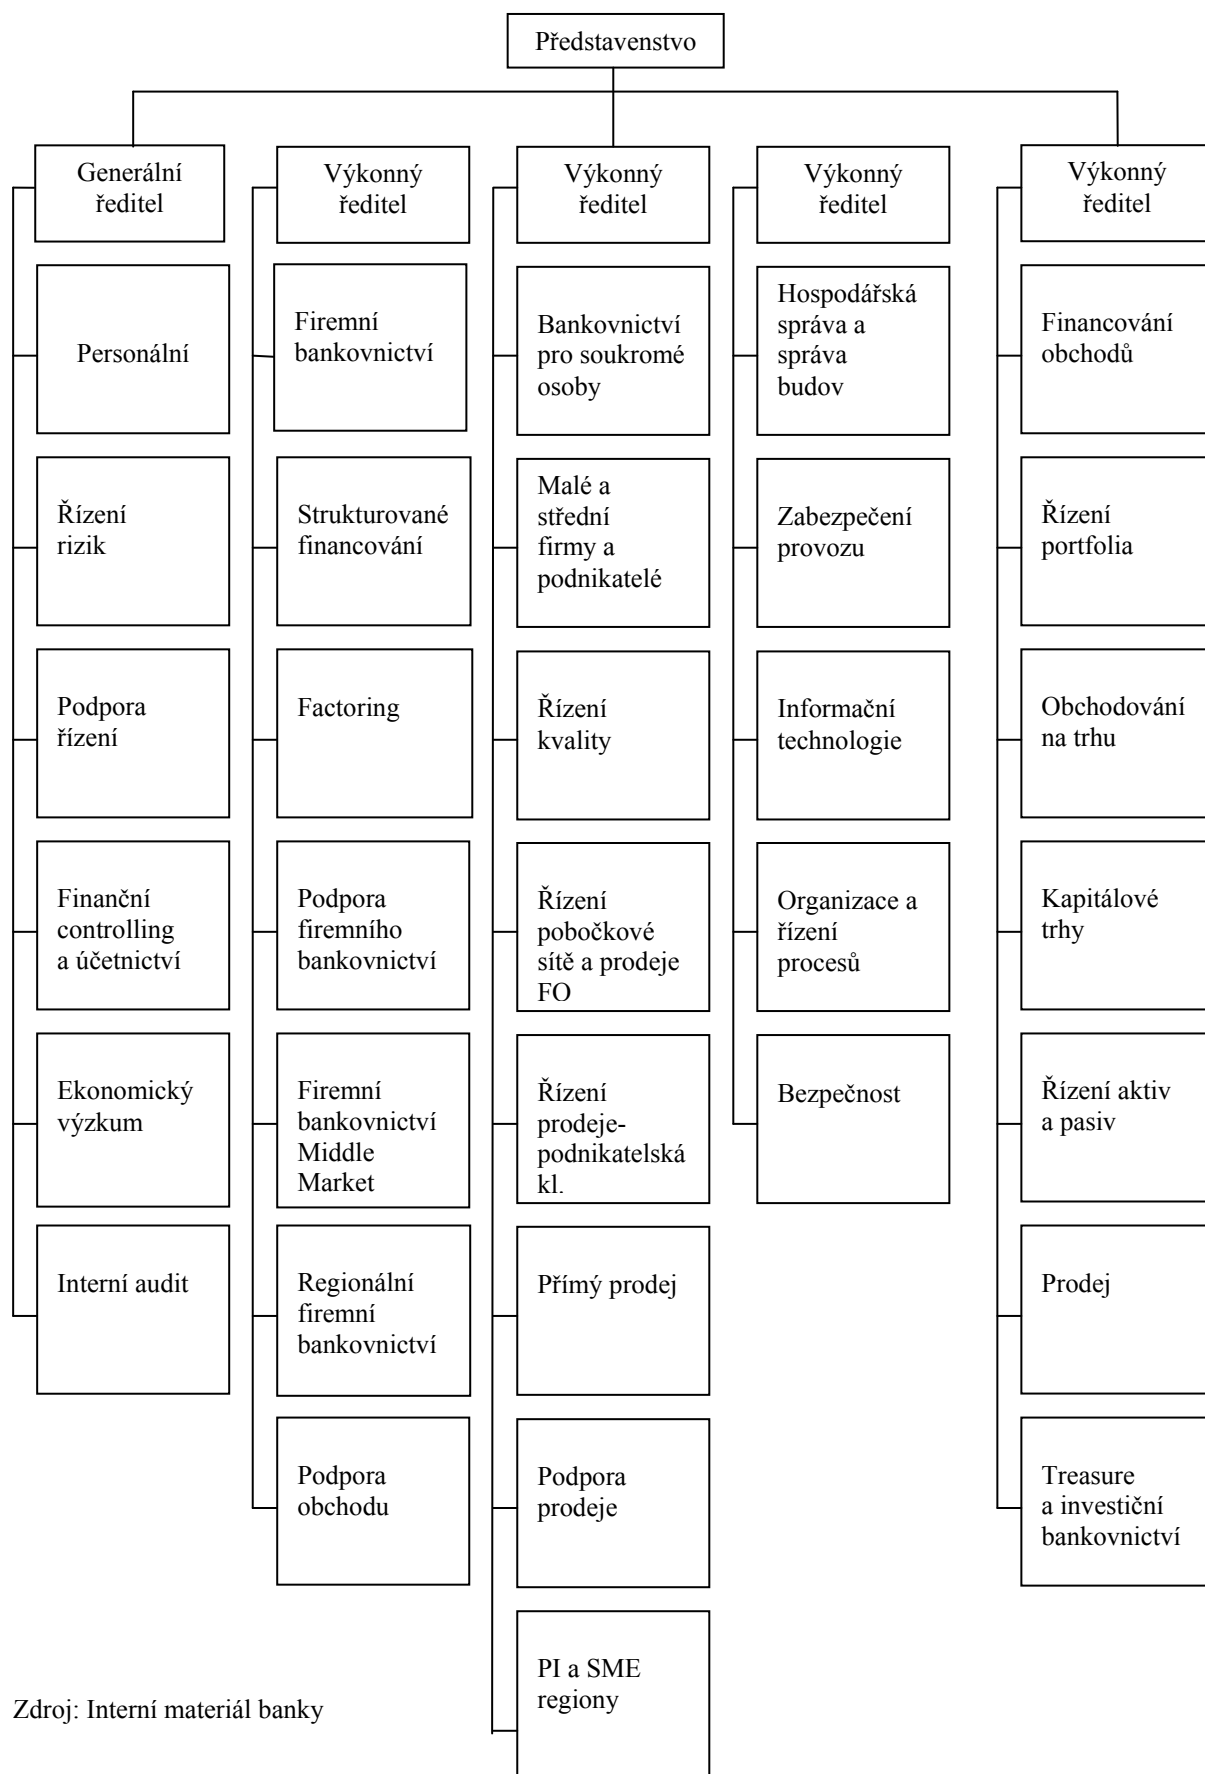 Představenstvo
Generální
ředitel
Výkonný
ředitel
Výkonný
ředitel
Výkonný
ředitel
Výkonný
ředitel
Personální
Firemní
bankovnictví
Bankovnictví
pro soukromé
osoby
Hospodářská
správa a
správa
budov
Financování
obchodů
Řízení
rizik
Strukturované
financování
Malé a
střední
firmy a
podnikatelé
Zabezpečení
provozu
Řízení
portfolia
Podpora
řízení
Factoring
Řízení
kvality
Informační
technologie
Obchodování
na trhu
Finanční
controlling
a účetnictví
Podpora
firemního
bankovnictví
Řízení
pobočkové
sítě a prodeje
FO
Organizace a
řízení
procesů
Kapitálové
trhy
Ekonomický
výzkum
Firemní
bankovnictví
Middle
Market
Řízení
prodeje-
podnikatelská
kl.
Bezpečnost
Řízení aktiv
a pasiv
Interní audit
Regionální
firemní
bankovnictví
Přímý prodej
Prodej
Podpora
obchodu
Podpora
prodeje
Treasure
a investiční
bankovnictví
PI a SME
regiony
Zdroj: Interní materiál banky